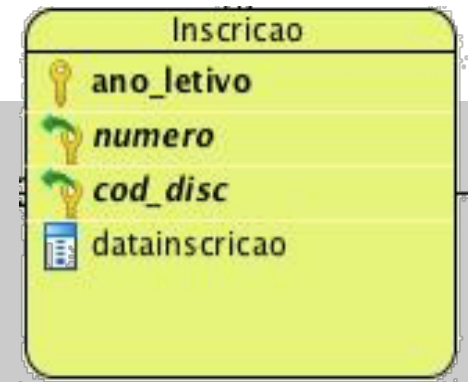 Inscricao
ano_letivo
numero
cod_disc
datainscricao